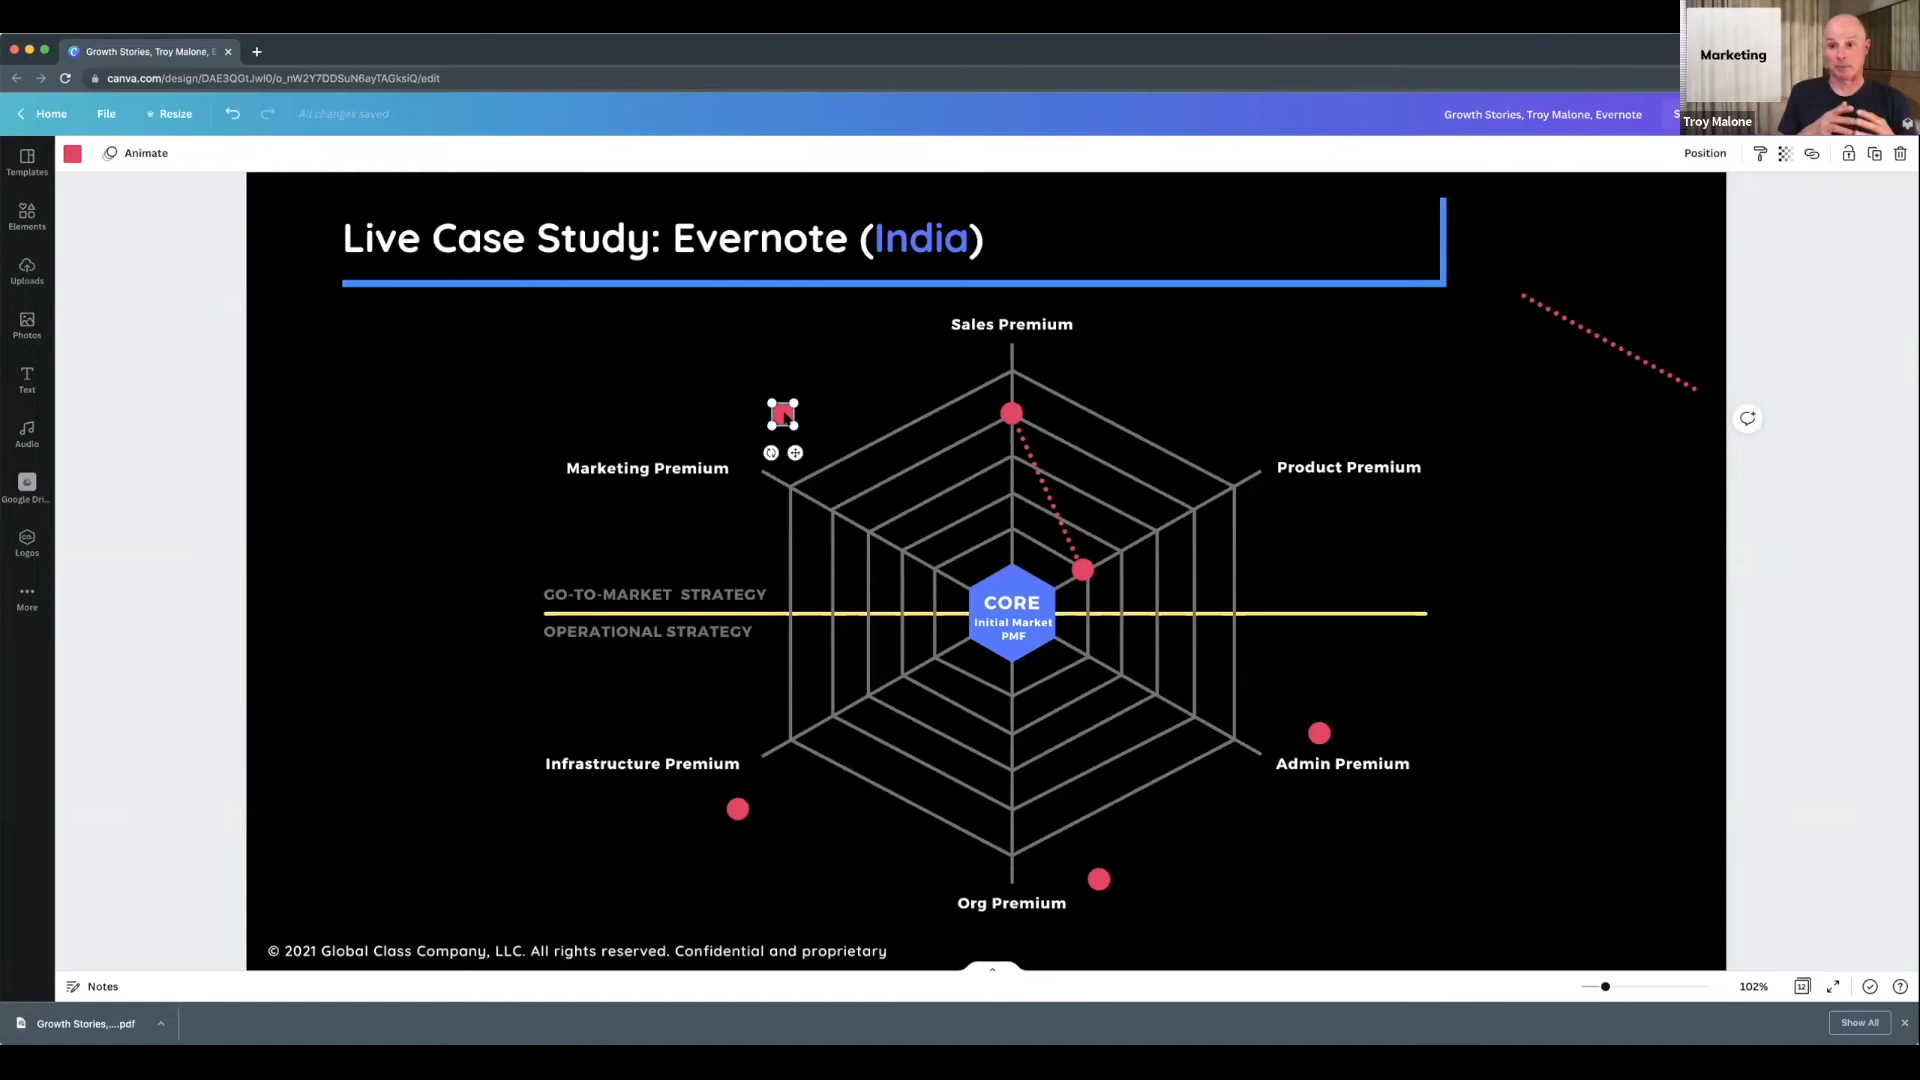 Growth Stories, Troy Malone, E
canva.com/design/DAE3QGtJwI0/o_nW2Y7DDSuN6ayTAGksiQ/edit
Home
File
Resize
All changes saved
Growth Stories, Troy Malone, Evernote
S
Marketing
Troy Malone
Animate
Position
Templates
Elements
Uploads
Photos
Text
Audio
Google Dri...
Logos
More
Live Case Study: Evernote (India)
Sales Premium
Marketing Premium
Product Premium
GO-TO-MARKET STRATEGY
OPERATIONAL STRATEGY
CORE
Initial Market
PMF
Infrastructure Premium
Admin Premium
Org Premium
© 2021 Global Class Company, LLC. All rights reserved. Confidential and proprietary
Notes
102%
12
Growth Stories,....pdf
Show All